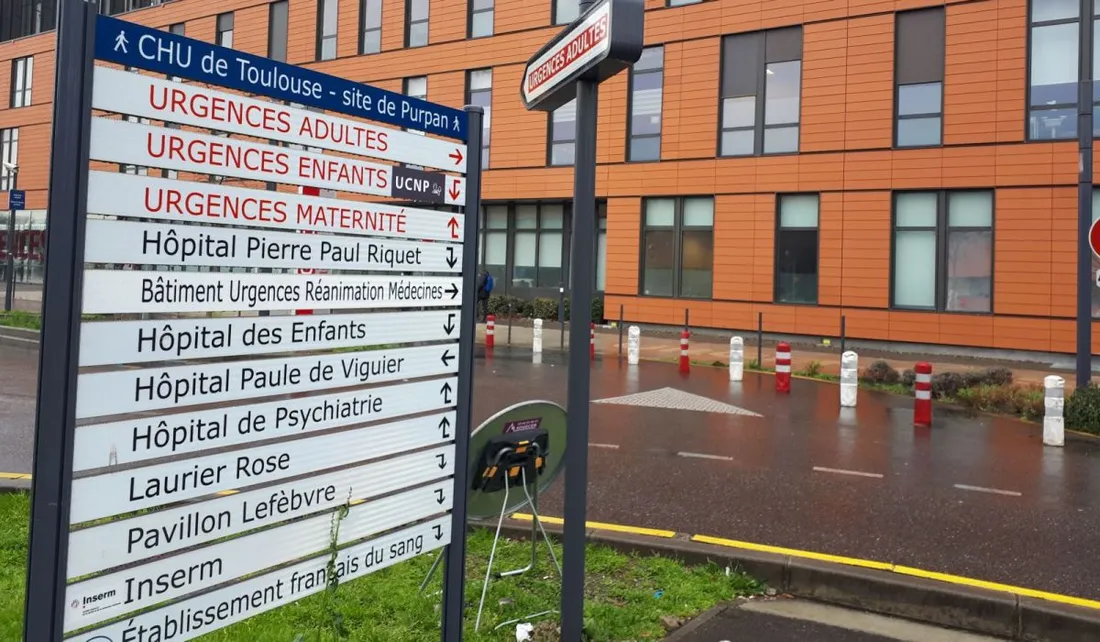 CHU de Toulouse - site de Purpan
URGENCES ADULTES
URGENCES ENFANTS UCNP
URGENCES MATERNITÉ
Hôpital Pierre Paul Riquet
Bâtiment Urgences Réanimation Médecines
Hôpital des Enfants
Hôpital Paule de Viguier
Hôpital de Psychiatrie
Laurier Rose
Pavillon Lefèbvre
Inserm Inserm
Établissement français du sang
URGENCES ADULTES